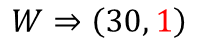 W ⇒ (30, 1)